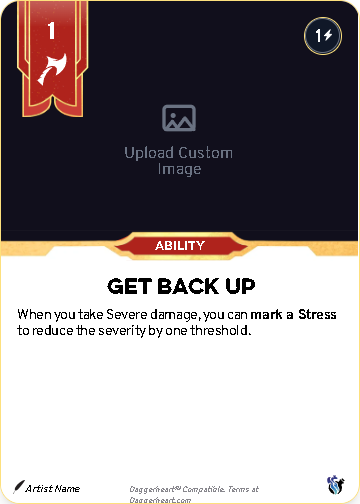 1
1
Upload Custom
Image
ABILITY
GET BACK UP
When you take Severe damage, you can mark a Stress
to reduce the severity by one threshold.
Artist Name
Daggerheart™ Compatible. Terms at
Daggerheart.com